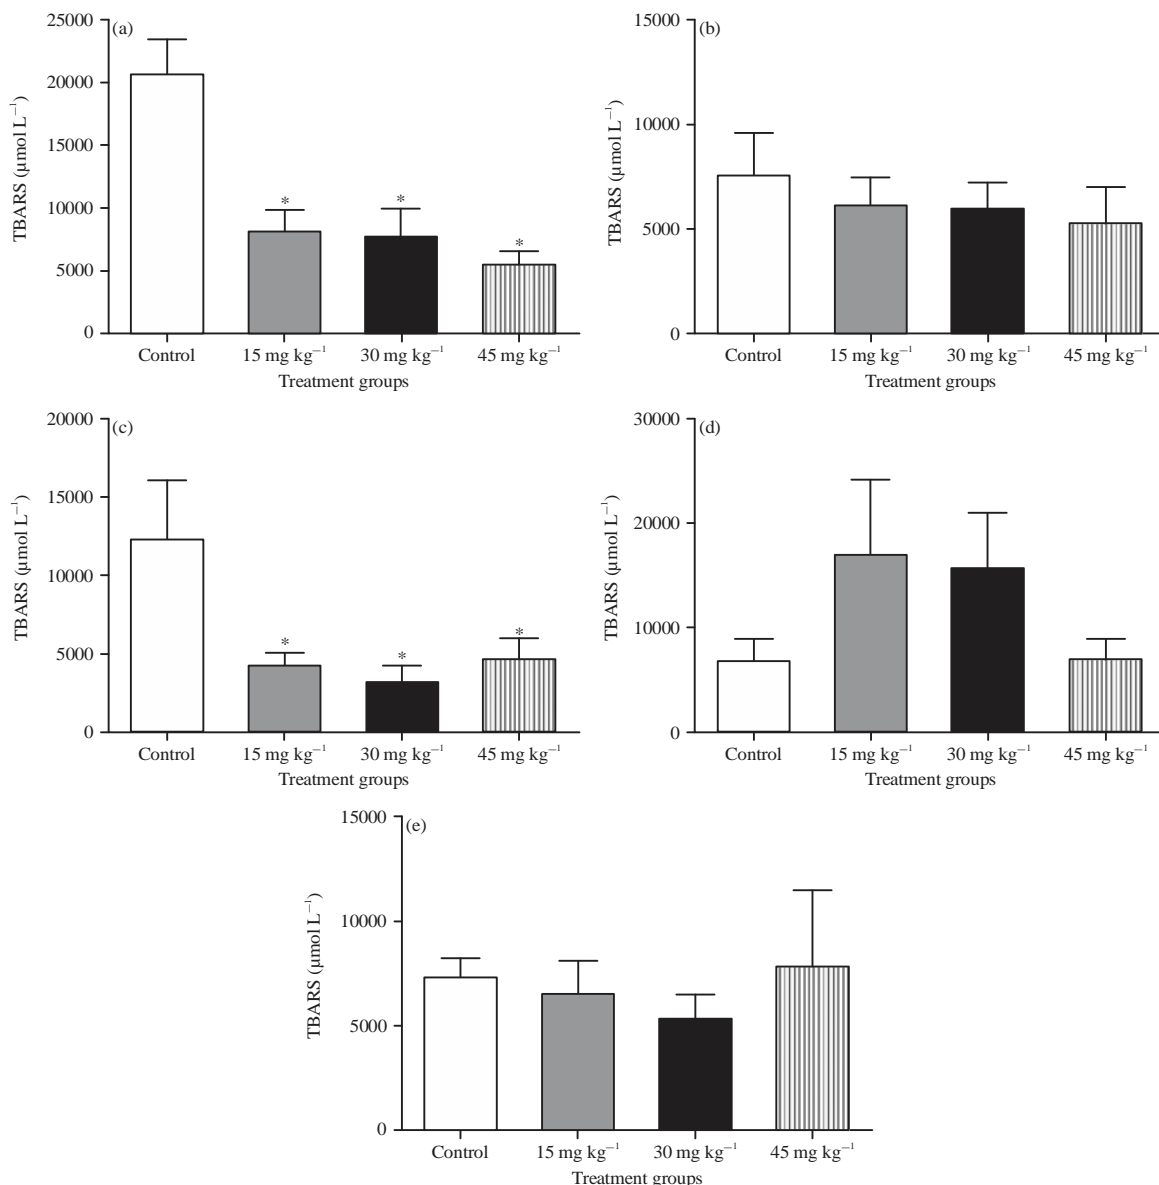 (a)
25000
20000
15000
10000
5000
0
TBARS (µmol L⁻¹)
*
*
*
Control 15 mg kg⁻¹ 30 mg kg⁻¹ 45 mg kg⁻¹
Treatment groups
(b)
15000
10000
5000
0
TBARS (µmol L⁻¹)
Control 15 mg kg⁻¹ 30 mg kg⁻¹ 45 mg kg⁻¹
Treatment groups
(c)
20000
15000
10000
5000
0
TBARS (µmol L⁻¹)
*
*
*
Control 15 mg kg⁻¹ 30 mg kg⁻¹ 45 mg kg⁻¹
Treatment groups
(d)
30000
20000
10000
0
TBARS (µmol L⁻¹)
Control 15 mg kg⁻¹ 30 mg kg⁻¹ 45 mg kg⁻¹
Treatment groups
(e)
15000
10000
5000
0
TBARS (µmol L⁻¹)
Control 15 mg kg⁻¹ 30 mg kg⁻¹ 45 mg kg⁻¹
Treatment groups